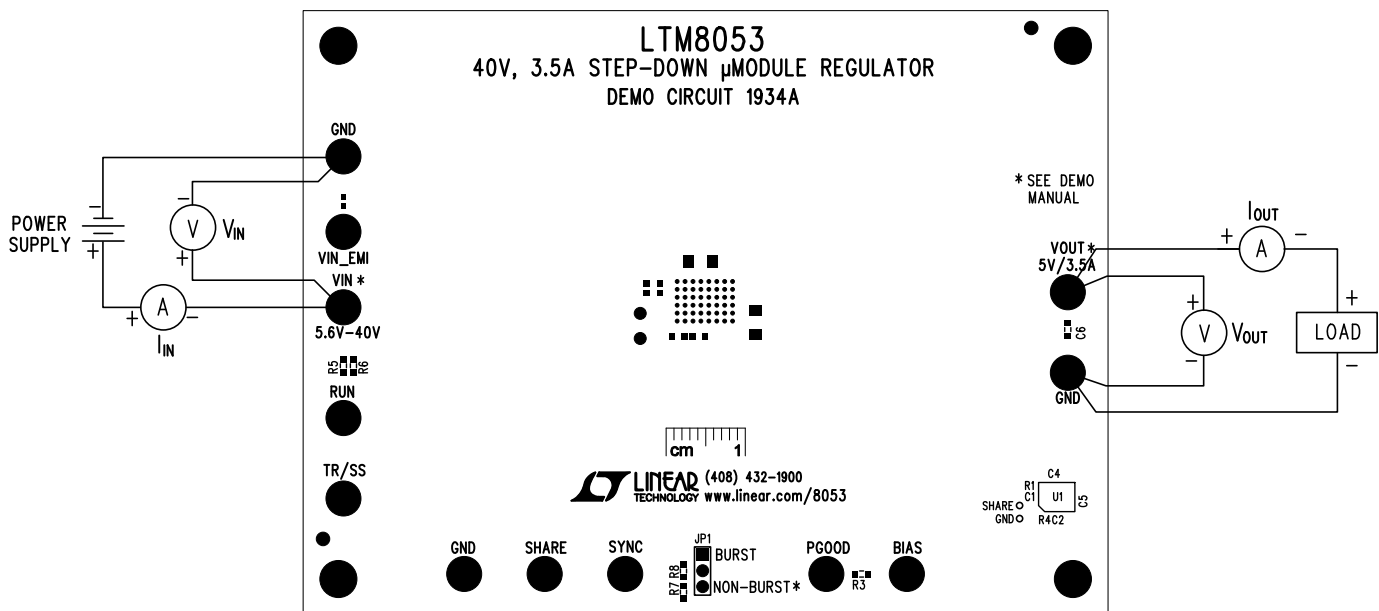 LTM8053
40V, 3.5A STEP-DOWN µMODULE REGULATOR
DEMO CIRCUIT 1934A
GND
* SEE DEMO
MANUAL
POWER
SUPPLY
-
+
-
V
+
VIN
VIN_EMI
VIN *
+
A
-
IIN
5.6V-40V
R5
R6
RUN
TR/SS
IOUT
+
A
-
VOUT*
5V/3.5A
+
V
-
VOUT
+
LOAD
-
C6
GND
cm 1
LINEAR
TECHNOLOGY
(408) 432-1900
www.linear.com/8053
C4
R1
C1
U1
C5
SHARE
GND
R4C2
GND
SHARE
SYNC
JP1
BURST
NON-BURST*
R8
R7
PGOOD
R3
BIAS